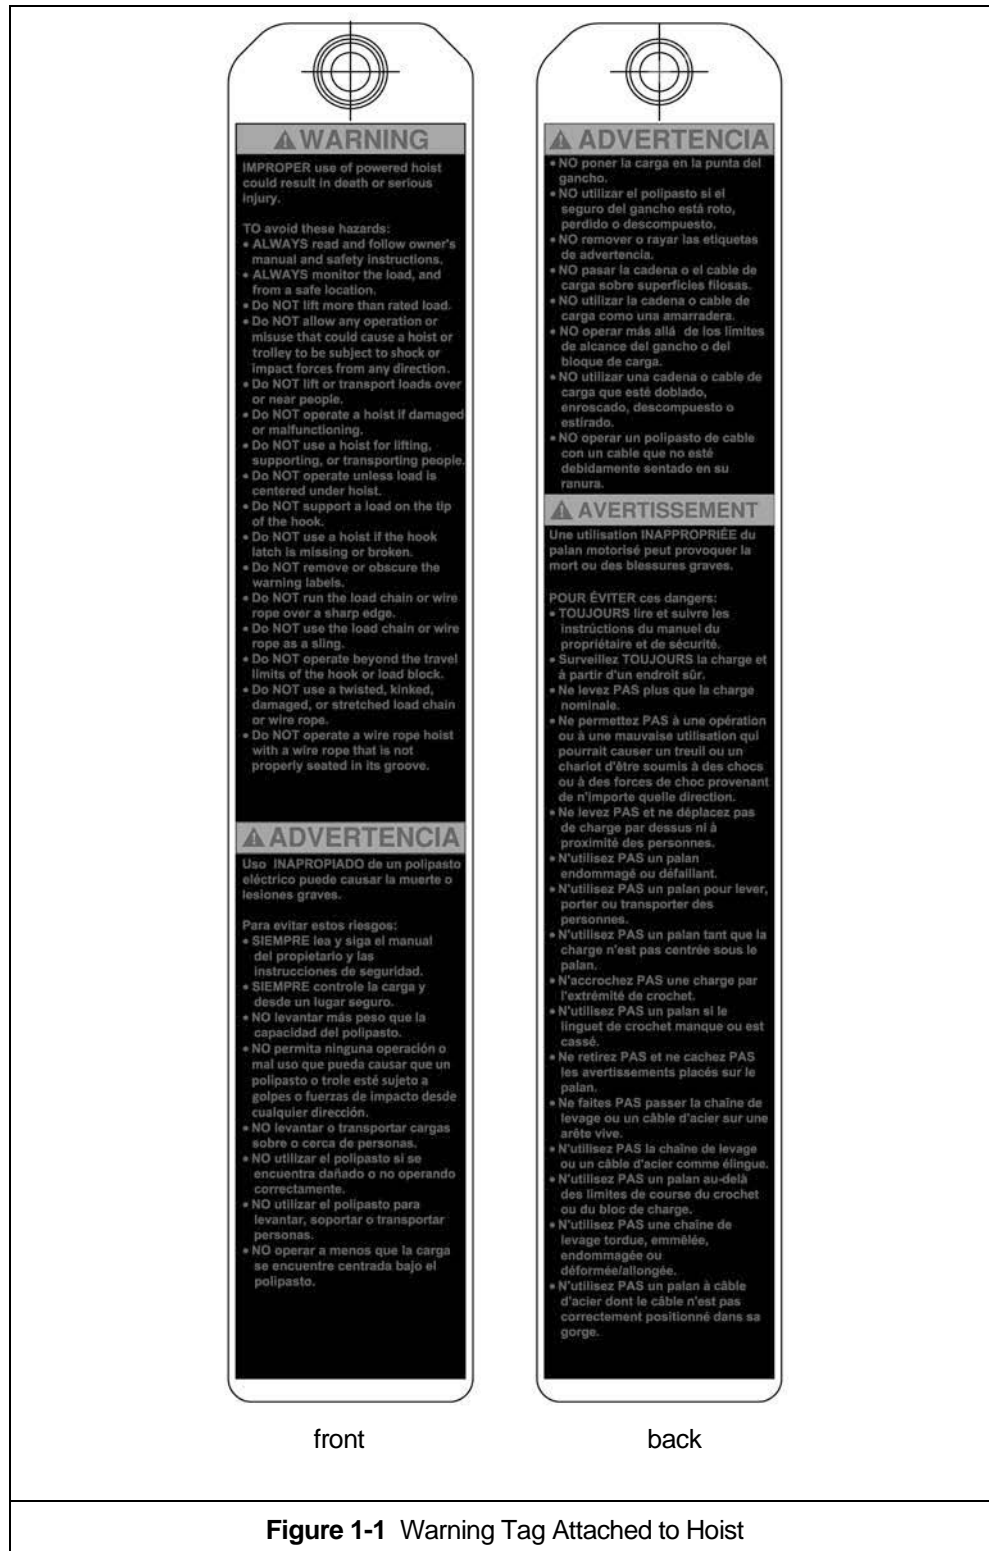 WARNING
IMPROPER use of powered hoist
could result in death or serious
injury.
TO avoid these hazards:
• ALWAYS read and follow owner's
manual and safety instructions.
• ALWAYS monitor the load, and
from a safe location.
• Do NOT lift more than rated load.
• Do NOT allow any operation or
misuse that could cause a hoist or
trolley to be subject to shock or
impact forces from any direction.
• Do NOT lift or transport loads over
or near people.
• Do NOT operate a hoist if damaged
or malfunctioning.
• Do NOT use a hoist for lifting,
supporting, or transporting people.
• Do NOT operate unless load is
centered under hoist.
• Do NOT support a load on the tip
of the hook.
• Do NOT use a hoist if the hook
latch is missing or broken.
• Do NOT remove or obscure the
warning labels.
• Do NOT run the load chain or wire
rope over a sharp edge.
• Do NOT use the load chain or wire
rope as a sling.
• Do NOT operate beyond the travel
limits of the hook or load block.
• Do NOT use a twisted, kinked,
damaged, or stretched load chain
or wire rope.
• Do NOT operate a wire rope hoist
with a wire rope that is not
properly seated in its groove.
ADVERTENCIA
Uso INAPROPIADO de un polipasto
eléctrico puede causar la muerte o
lesiones graves.
Para evitar estos riesgos:
• SIEMPRE lea y siga el manual
del propietario y las
instrucciones de seguridad.
• SIEMPRE controle la carga y
desde un lugar seguro.
• NO levantar más peso que la
capacidad del polipasto.
• NO permita ninguna operación o
mal uso que pueda causar que un
polipasto o trole esté sujeto a
golpes o fuerzas de impacto desde
cualquier dirección.
• NO levantar o transportar cargas
sobre o cerca de personas.
• NO utilizar el polipasto si se
encuentra dañado o no operando
correctamente.
• NO utilizar el polipasto para
levantar, soportar o transportar
personas.
• NO operar a menos que la carga
se encuentre centrada bajo el
polipasto.
front
ADVERTENCIA
• NO poner la carga en la punta del
gancho.
• NO utilizar el polipasto si el
seguro del gancho está roto,
perdido o descompuesto.
• NO remover o rayar las etiquetas
de advertencia.
• NO pasar la cadena o el cable de
carga sobre superficies filosas.
• NO utilizar la cadena o cable de
carga como una amarradera.
• NO operar más allá de los límites
de alcance del gancho o del
bloque de carga.
• NO utilizar una cadena o cable de
carga que esté doblado,
enroscado, descompuesto o
estirado.
• NO operar un polipasto de cable
con un cable que no esté
debidamente sentado en su
ranura.
AVERTISSEMENT
Une utilisation INAPPROPRIÉE du
palan motorisé peut provoquer la
mort ou des blessures graves.
POUR ÉVITER ces dangers:
• TOUJOURS lire et suivre les
instrúctions du manuel du
propriétaire et de sécurité.
• Surveillez TOUJOURS la charge et
à partir d'un endroit sûr.
• Ne levez PAS plus que la charge
nominale.
• Ne permettez PAS à une opération
ou à une mauvaise utilisation qui
pourrait causer un treuil ou un
chariot d'être soumis à des chocs
ou à des forces de choc provenant
de n'importe quelle direction.
• Ne levez PAS et ne déplacez pas
de charge par dessus ni à
proximité des personnes.
• N'utilisez PAS un palan
endommagé ou défaillant.
• N'utilisez PAS un palan pour lever,
porter ou transporter des
personnes.
• N'utilisez PAS un palan tant que la
charge n'est pas centrée sous le
palan.
• N'accrochez PAS une charge par
l'extrémité de crochet.
• N'utilisez PAS un palan si le
linguet de crochet manque ou est
cassé.
• Ne retirez PAS et ne cachez PAS
les avertissements placés sur le
palan.
• Ne faites PAS passer la chaîne de
levage ou un câble d'acier sur une
arête vive.
• N'utilisez PAS la chaîne de levage
ou un câble d'acier comme élingue.
• N'utilisez PAS un palan au-delà
des limites de course du crochet
ou du bloc de charge.
• N'utilisez PAS une chaîne de
levage tordue, emmêlée,
endommagée ou
déformée/allongée.
• N'utilisez PAS un palan à câble
d'acier dont le câble n'est pas
correctement positionné dans sa
gorge.
back
Figure 1-1 Warning Tag Attached to Hoist